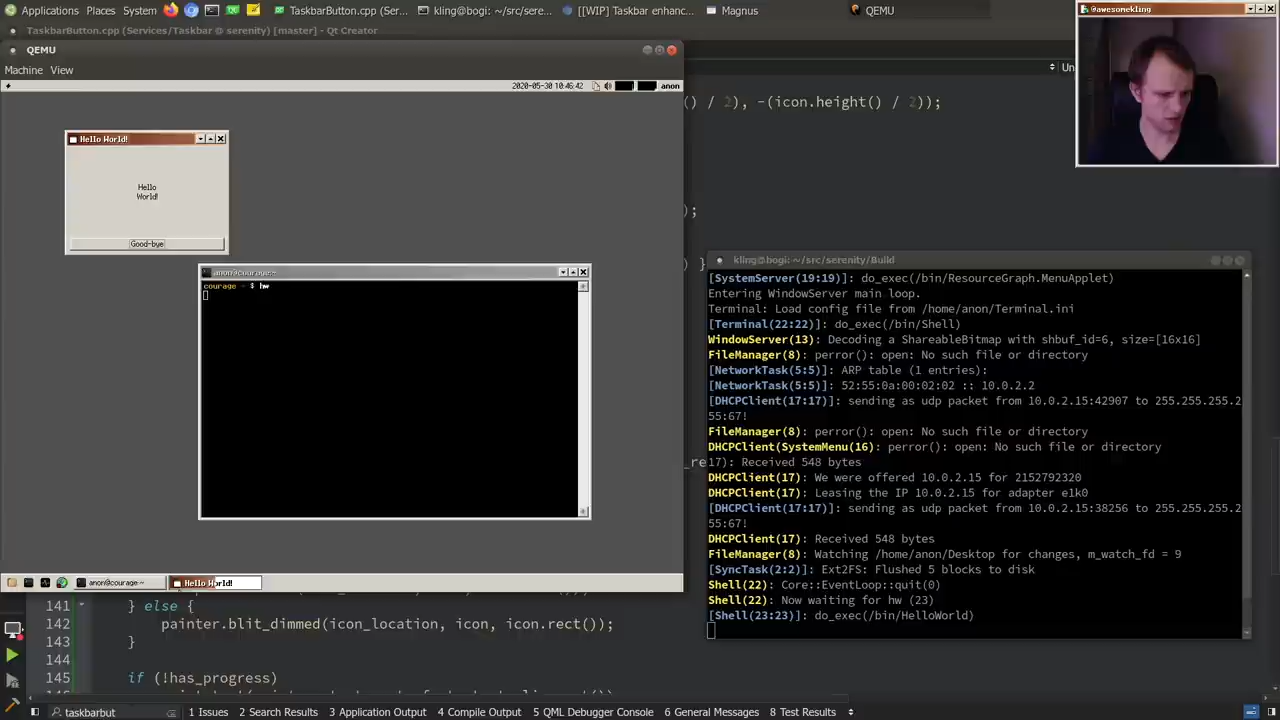 Applications Places System TaskbarButton.cpp (Ser... kling@bogi: ~/src/sere... [[WIP] Taskbar enhanc... Magnus QEMU
@awesomekling
TaskbarButton.cpp (Services/Taskbar @ serenity) [master] - Qt Creator
QEMU
Machine View
2020-05-30 10:46:42 anon
() / 2), -(icon.height() / 2));
Hello World!
Hello
World!
Good-bye
);
) }
anon@courage:~
courage ~ $ hw
kling@bogi: ~/src/serenity/Build
[SystemServer(19:19)]: do_exec(/bin/ResourceGraph.MenuApplet)
Entering WindowServer main loop.
Terminal: Load config file from /home/anon/Terminal.ini
[Terminal(22:22)]: do_exec(/bin/Shell)
WindowServer(13): Decoding a ShareableBitmap with shbuf_id=6, size=[16x16]
FileManager(8): perror(): open: No such file or directory
[NetworkTask(5:5)]: ARP table (1 entries):
[NetworkTask(5:5)]: 52:55:0a:00:02:02 :: 10.0.2.2
[DHCPClient(17:17)]: sending as udp packet from 10.0.2.15:42907 to 255.255.255.2
55:67!
FileManager(8): perror(): open: No such file or directory
DHCPClient(SystemMenu(16): perror(): open: No such file or directory
17): Received 548 bytes
DHCPClient(17): We were offered 10.0.2.15 for 2152792320
DHCPClient(17): Leasing the IP 10.0.2.15 for adapter e1k0
[DHCPClient(17:17)]: sending as udp packet from 10.0.2.15:38256 to 255.255.255.2
55:67!
DHCPClient(17): Received 548 bytes
FileManager(8): Watching /home/anon/Desktop for changes, m_watch_fd = 9
[SyncTask(2:2)]: Ext2FS: Flushed 5 blocks to disk
Shell(22): Core::EventLoop::quit(0)
Shell(22): Now waiting for hw (23)
[Shell(23:23)]: do_exec(/bin/HelloWorld)
anon@courage:~ Hello World!
141 } else {
142 painter.blit_dimmed(icon_location, icon, icon.rect());
143 }
144
145 if (!has_progress)
taskbarbut 1 Issues 2 Search Results 3 Application Output 4 Compile Output 5 QML Debugger Console 6 General Messages 8 Test Results